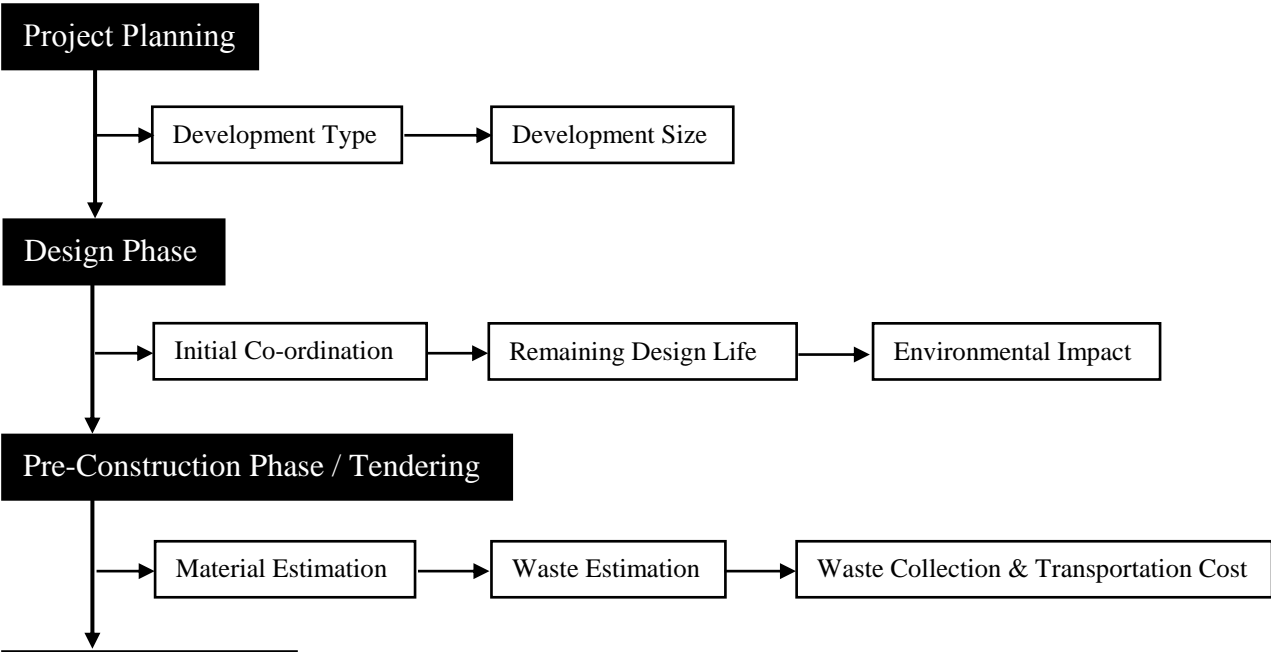 Project Planning
Development Type
Development Size
Design Phase
Initial Co-ordination
Remaining Design Life
Environmental Impact
Pre-Construction Phase / Tendering
Material Estimation
Waste Estimation
Waste Collection & Transportation Cost